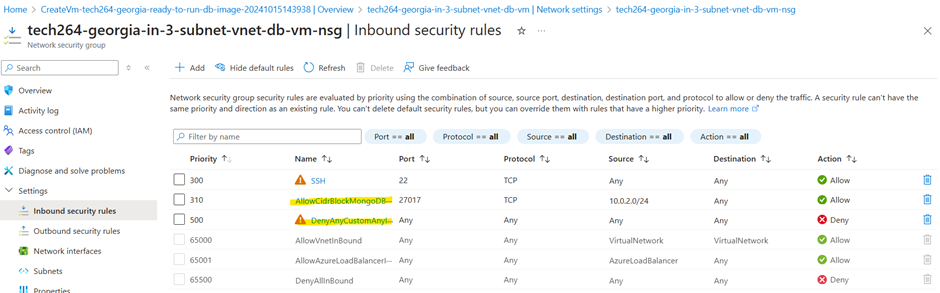 Home > CreateVm-tech264-georgia-ready-to-run-db-image-20241015143938 | Overview > tech264-georgia-in-3-subnet-vnet-db-vm | Network settings > tech264-georgia-in-3-subnet-vnet-db-vm-nsg
tech264-georgia-in-3-subnet-vnet-db-vm-nsg | Inbound security rules
Network security group
Search
Add Hide default rules Refresh Delete Give feedback
Overview
Activity log
Access control (IAM)
Tags
Diagnose and solve problems
Settings
Inbound security rules
Outbound security rules
Network interfaces
Subnets
Properties
Network security group security rules are evaluated by priority using the combination of source, source port, destination, destination port, and protocol to allow or deny the traffic. A security rule can't have the
same priority and direction as an existing rule. You can't delete default security rules, but you can override them with rules that have a higher priority. Learn more
Filter by name Port == all Protocol == all Source == all Destination == all Action == all
Priority Name Port Protocol Source Destination Action
300 SSH 22 TCP Any Any Allow
310 AllowCidrBlockMongoDB... 27017 TCP 10.0.2.0/24 Any Allow
500 DenyAnyCustomAnyI... Any Any Any Any Deny
65000 AllowVnetInBound Any Any VirtualNetwork VirtualNetwork Allow
65001 AllowAzureLoadBalancerI... Any Any AzureLoadBalancer Any Allow
65500 DenyAllInBound Any Any Any Any Deny